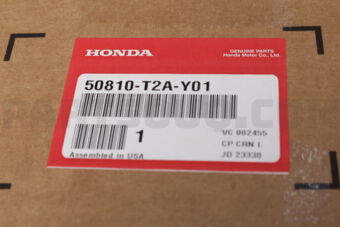 HONDA
GENUINE PARTS
Honda Motor Co., Ltd.
50810-T2A-Y01
1
VC 082455
CP CRN L
Assembled in USA
JD 23338